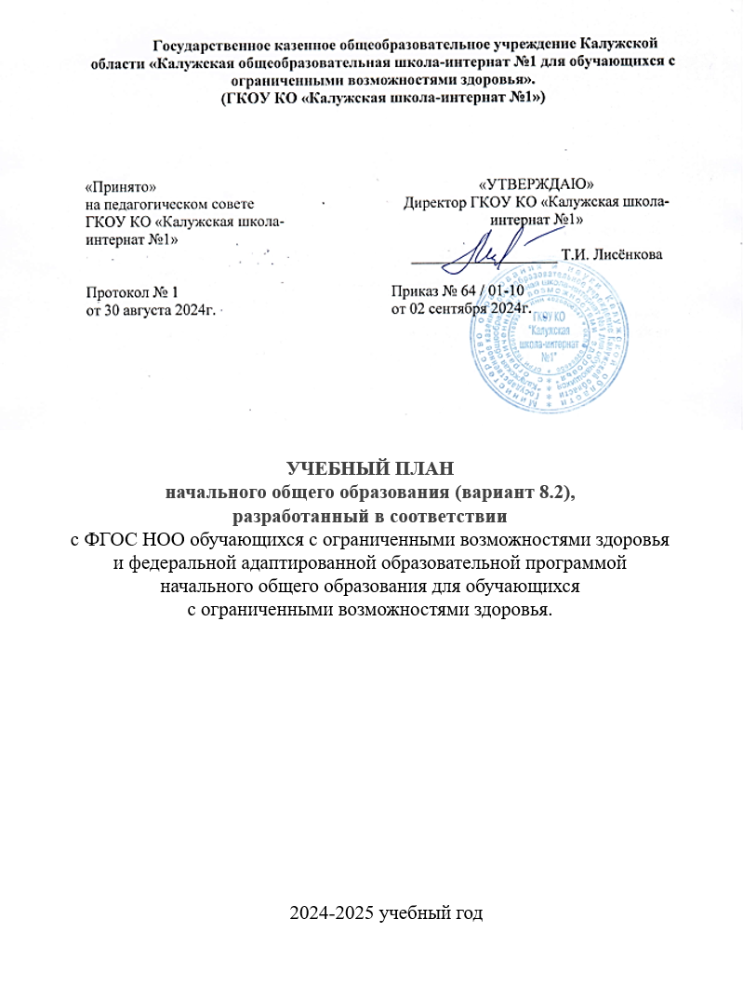 Государственное казенное общеобразовательное учреждение Калужской
области «Калужская общеобразовательная школа-интернат №1 для обучающихся с
ограниченными возможностями здоровья».
(ГКОУ КО «Калужская школа-интернат №1»)
«Принято»
на педагогическом совете
ГКОУ КО «Калужская школа-
интернат №1»
Протокол № 1
от 30 августа 2024г.
«УТВЕРЖДАЮ»
Директор ГКОУ КО «Калужская школа-
интернат №1»
Т.И. Лисёнкова
Приказ № 64 / 01-10
от 02 сентября 2024г.
ГКОУ КО
"Калужская
школа-интернат
№1"
УЧЕБНЫЙ ПЛАН
начального общего образования (вариант 8.2),
разработанный в соответствии
с ФГОС НОО обучающихся с ограниченными возможностями здоровья
и федеральной адаптированной образовательной программой
начального общего образования для обучающихся
с ограниченными возможностями здоровья.
2024-2025 учебный год